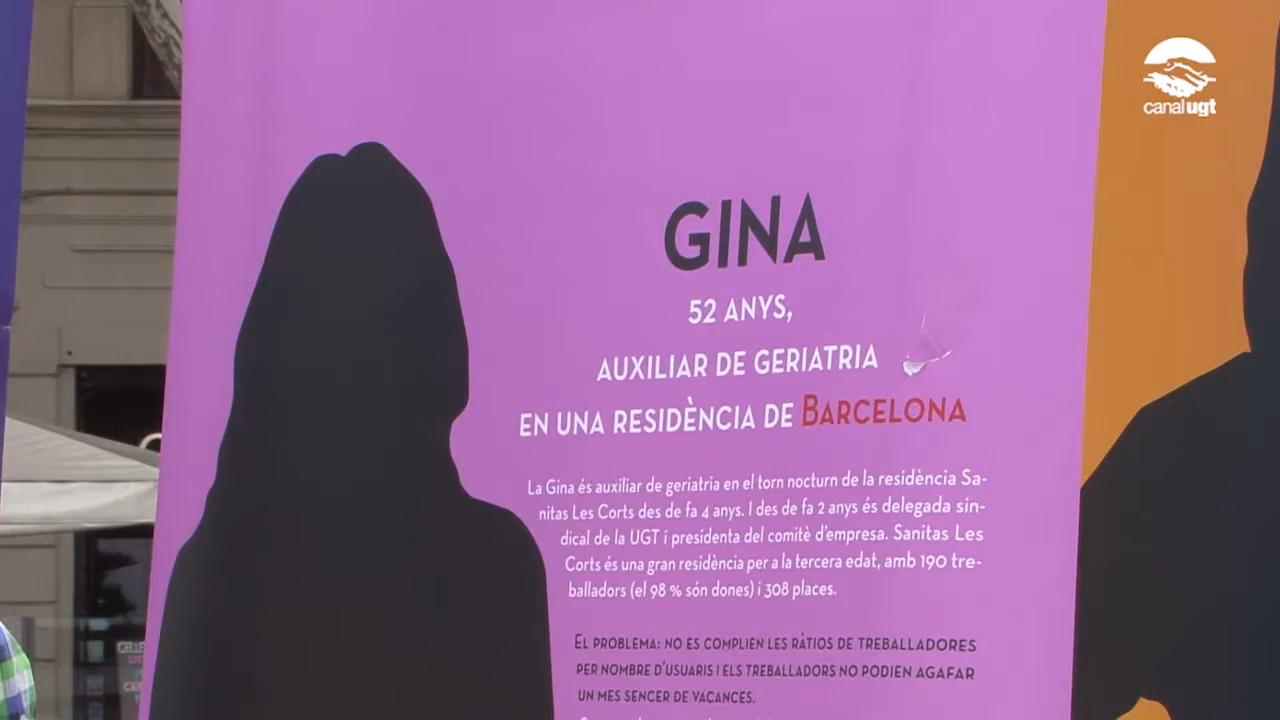 canalugt
GINA
52 ANYS,
AUXILIAR DE GERIATRIA
EN UNA RESIDÈNCIA DE BARCELONA
La Gina és auxiliar de geriatria en el torn nocturn de la residència Sa-
nitas Les Corts des de fa 4 anys. I des de fa 2 anys és delegada sin-
dical de la UGT i presidenta del comitè d'empresa. Sanitas Les
Corts és una gran residència per a la tercera edat, amb 190 tre-
balladors (el 98 % són dones) i 308 places.
EL PROBLEMA: NO ES COMPLIEN LES RÀTIOS DE TREBALLADORES
PER NOMBRE D'USUARIS I ELS TREBALLADORS NO PODIEN AGAFAR
UN MES SENCER DE VACANCES.